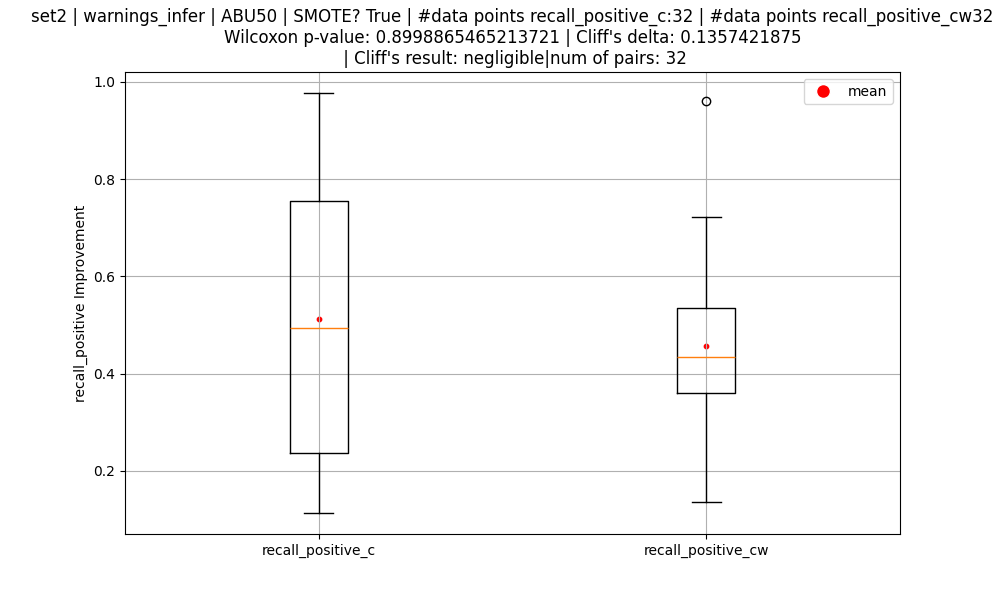 set2 | warnings_infer | ABU50 | SMOTE? True | #data points recall_positive_c:32 | #data points recall_positive_cw32
Wilcoxon p-value: 0.8998865465213721 | Cliff's delta: 0.1357421875
| Cliff's result: negligible|num of pairs: 32
1.0
mean
0.8
0.6
0.4
0.2
recall_positive Improvement
recall_positive_c
recall_positive_cw